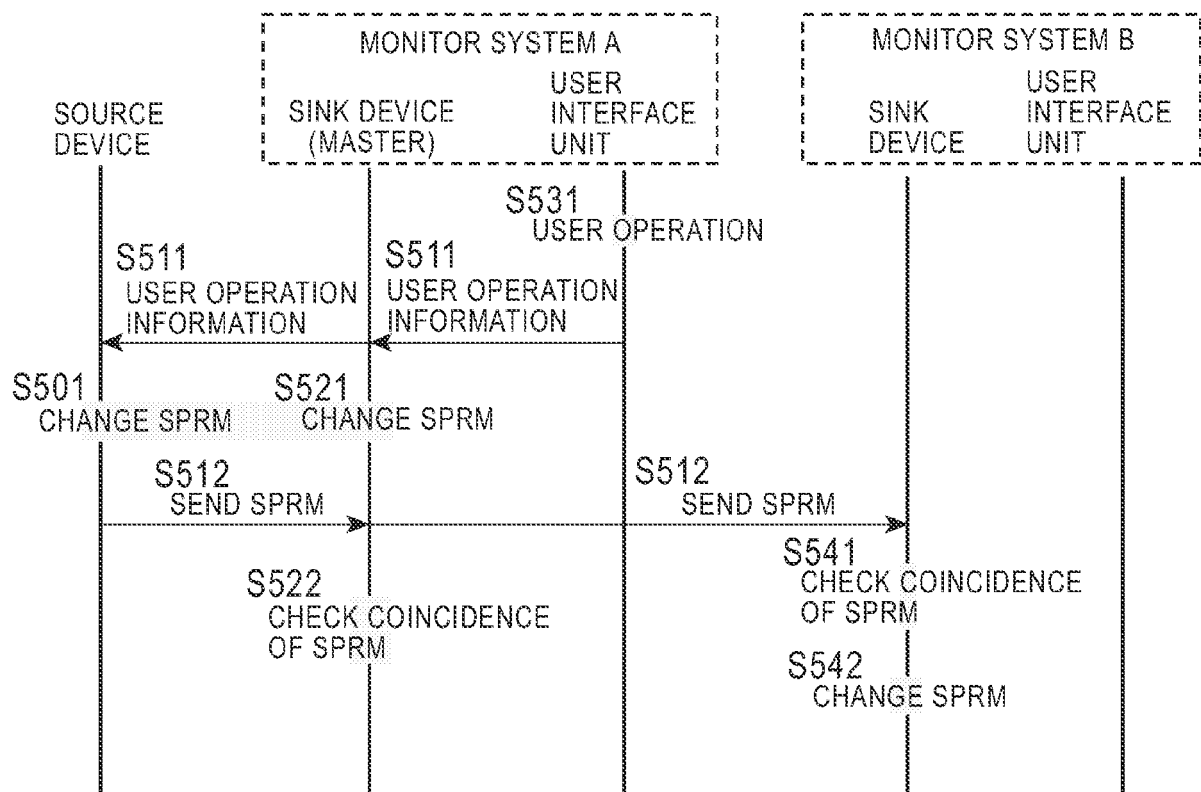 MONITOR SYSTEM A
MONITOR SYSTEM B
SOURCE
DEVICE
SINK DEVICE
(MASTER)
USER
INTERFACE
UNIT
SINK
DEVICE
USER
INTERFACE
UNIT
S531
USER OPERATION
S511
USER OPERATION
INFORMATION
S511
USER OPERATION
INFORMATION
S501
CHANGE SPRM
S521
CHANGE SPRM
S512
SEND SPRM
S512
SEND SPRM
S522
CHECK COINCIDENCE
OF SPRM
S541
CHECK COINCIDENCE
OF SPRM
S542
CHANGE SPRM